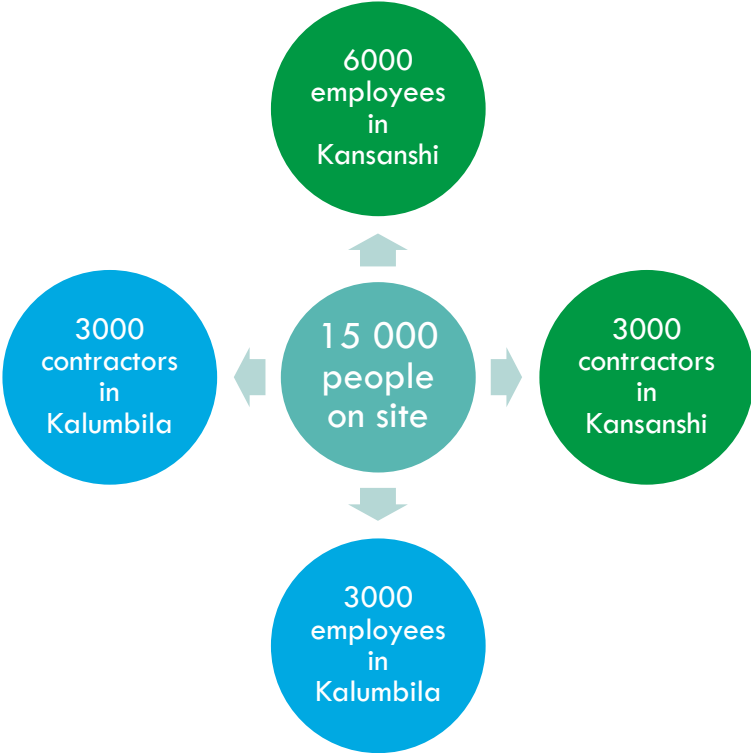 6000
employees
in
Kansanshi
3000
contractors
in
Kalumbila
15 000
people
on site
3000
contractors
in
Kansanshi
3000
employees
in
Kalumbila